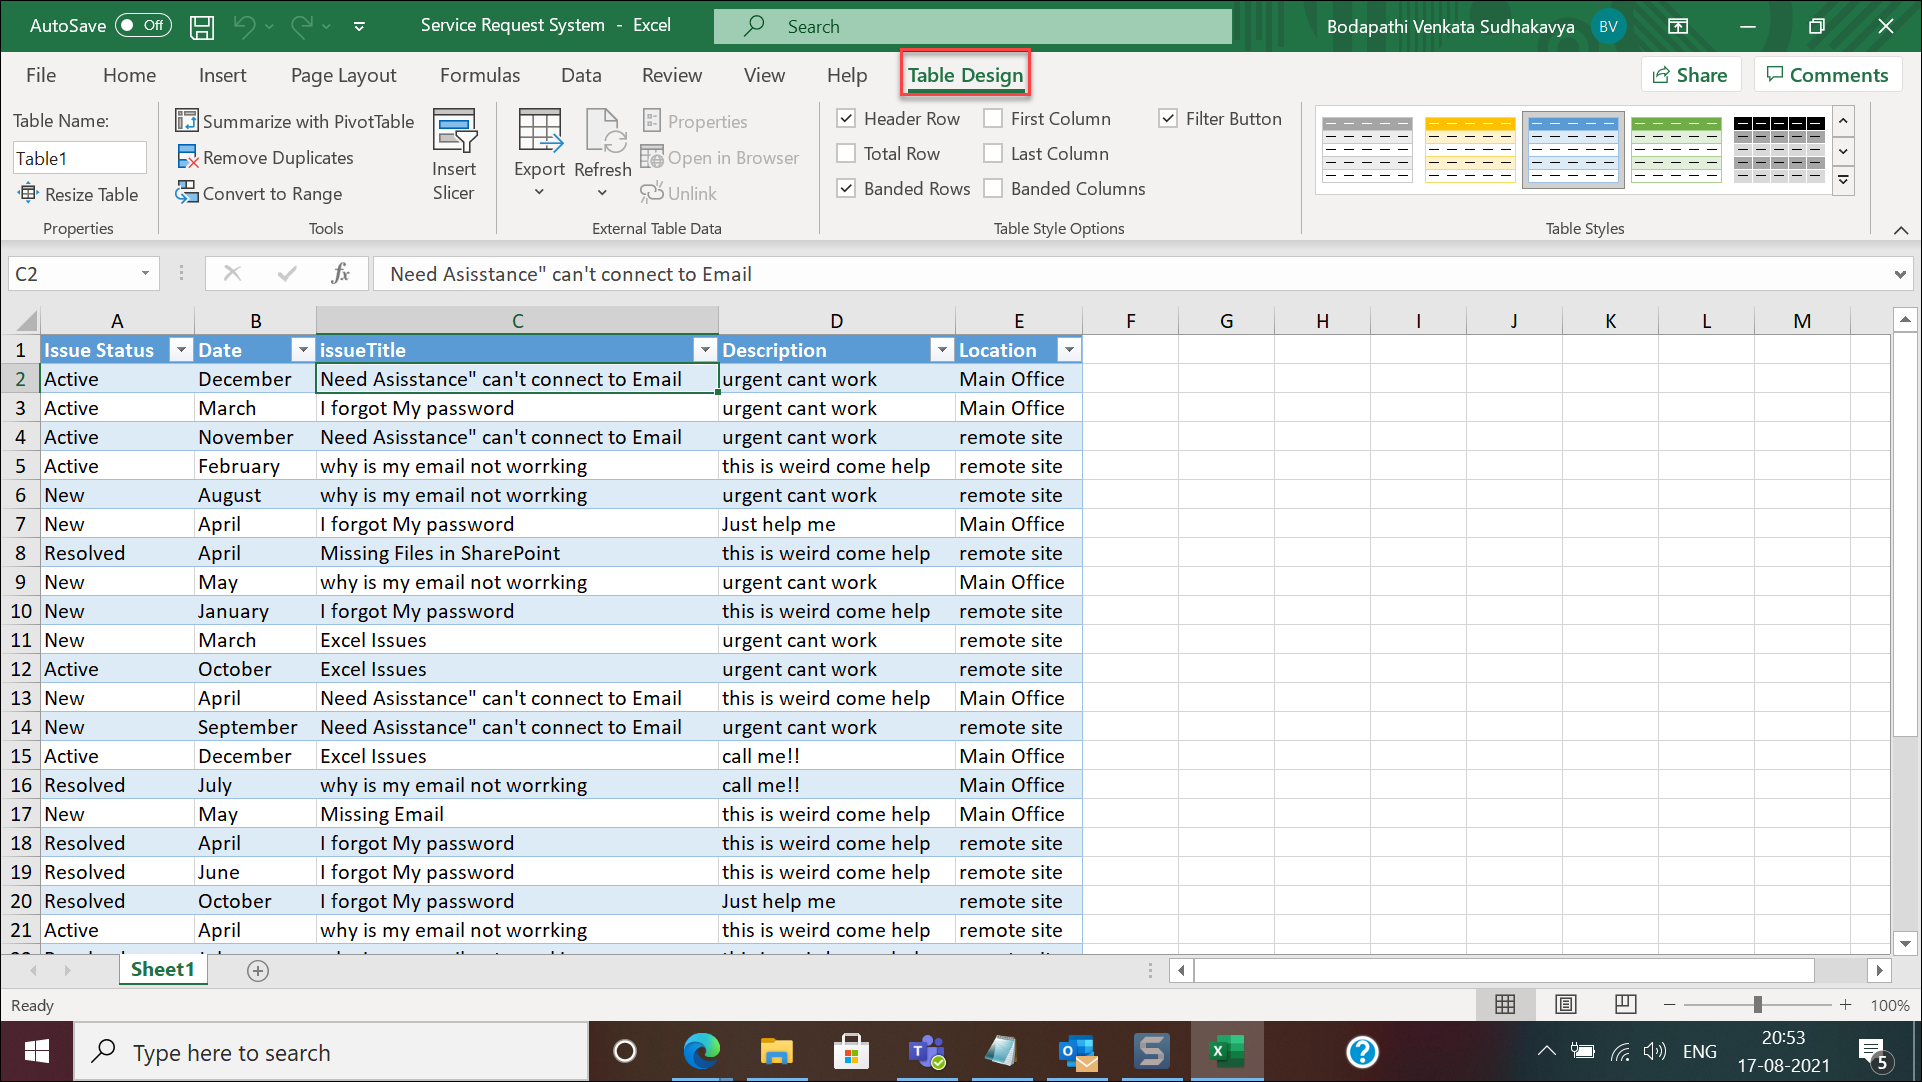 AutoSave Off Service Request System - Excel Search Bodapathi Venkata Sudhakavya BV
File Home Insert Page Layout Formulas Data Review View Help Table Design Share Comments
Table Name:
Table1
Resize Table
Properties
Summarize with PivotTable
Remove Duplicates
Convert to Range
Tools
Insert
Slicer
Export
Refresh
Properties
Open in Browser
Unlink
External Table Data
Header Row First Column Filter Button
Total Row Last Column
Banded Rows Banded Columns
Table Style Options
Table Styles
C2 fx Need Asisstance" can't connect to Email
A B C D E F G H I J K L M
1 Issue Status Date issueTitle Description Location
2 Active December Need Asisstance" can't connect to Email urgent cant work Main Office
3 Active March I forgot My password urgent cant work Main Office
4 Active November Need Asisstance" can't connect to Email urgent cant work remote site
5 Active February why is my email not worrking this is weird come help remote site
6 New August why is my email not worrking urgent cant work remote site
7 New April I forgot My password Just help me Main Office
8 Resolved April Missing Files in SharePoint this is weird come help remote site
9 New May why is my email not worrking urgent cant work Main Office
10 New January I forgot My password this is weird come help remote site
11 New March Excel Issues urgent cant work remote site
12 Active October Excel Issues urgent cant work remote site
13 New April Need Asisstance" can't connect to Email this is weird come help Main Office
14 New September Need Asisstance" can't connect to Email urgent cant work remote site
15 Active December Excel Issues call me!! Main Office
16 Resolved July why is my email not worrking call me!! Main Office
17 New May Missing Email this is weird come help Main Office
18 Resolved April I forgot My password this is weird come help remote site
19 Resolved June I forgot My password this is weird come help remote site
20 Resolved October I forgot My password Just help me remote site
21 Active April why is my email not worrking this is weird come help remote site
Sheet1
Ready 100%
Type here to search ENG 20:53
17-08-2021 5